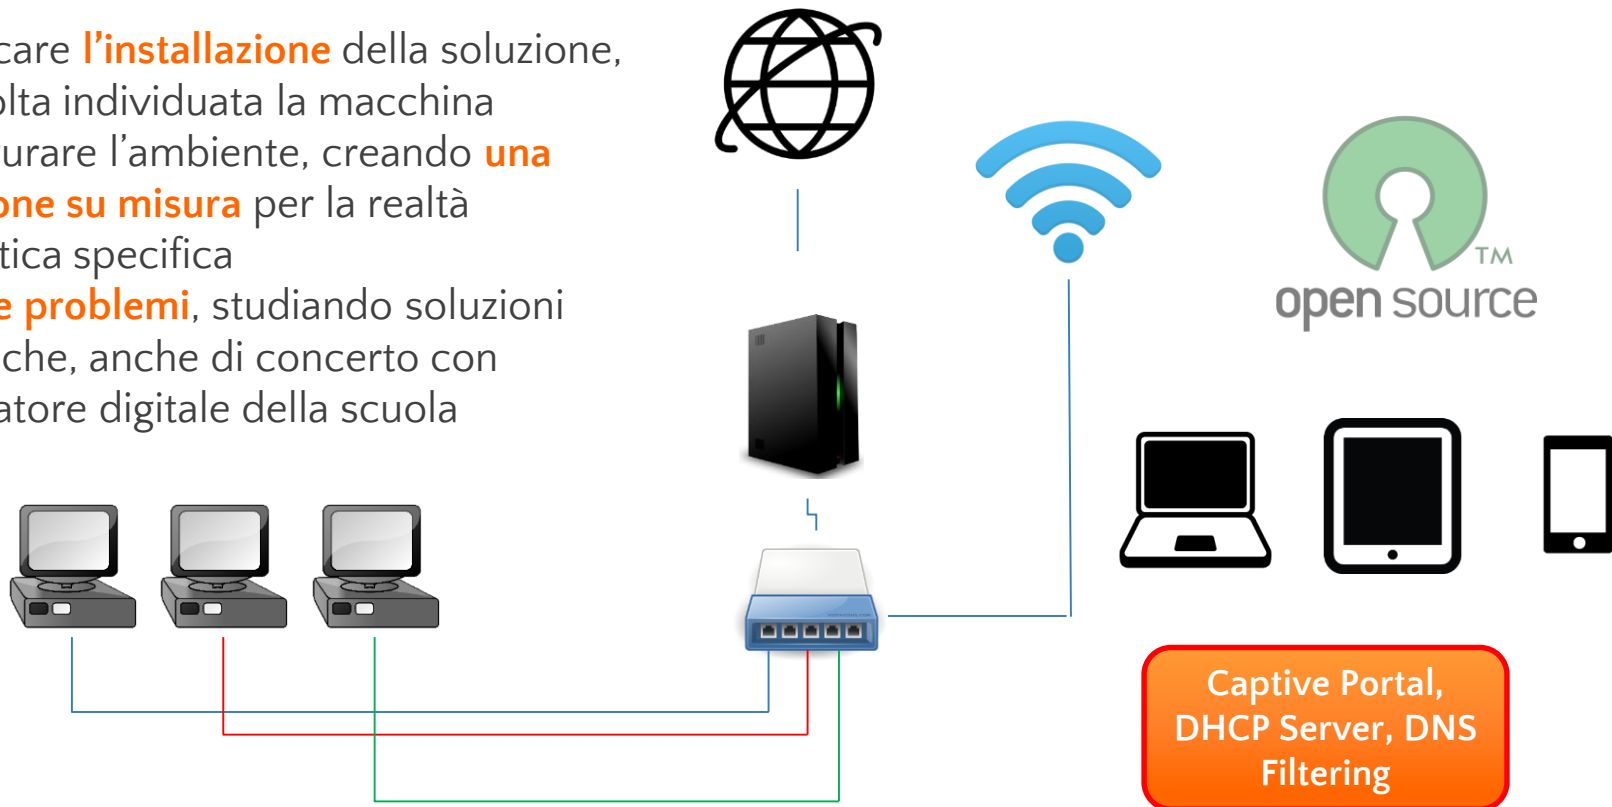 care l’installazione della soluzione,
olta individuata la macchina
urare l’ambiente, creando una
one su misura per la realtà
tica specifica
e problemi, studiando soluzioni
che, anche di concerto con
atore digitale della scuola
TM
open source
Captive Portal,
DHCP Server, DNS
Filtering